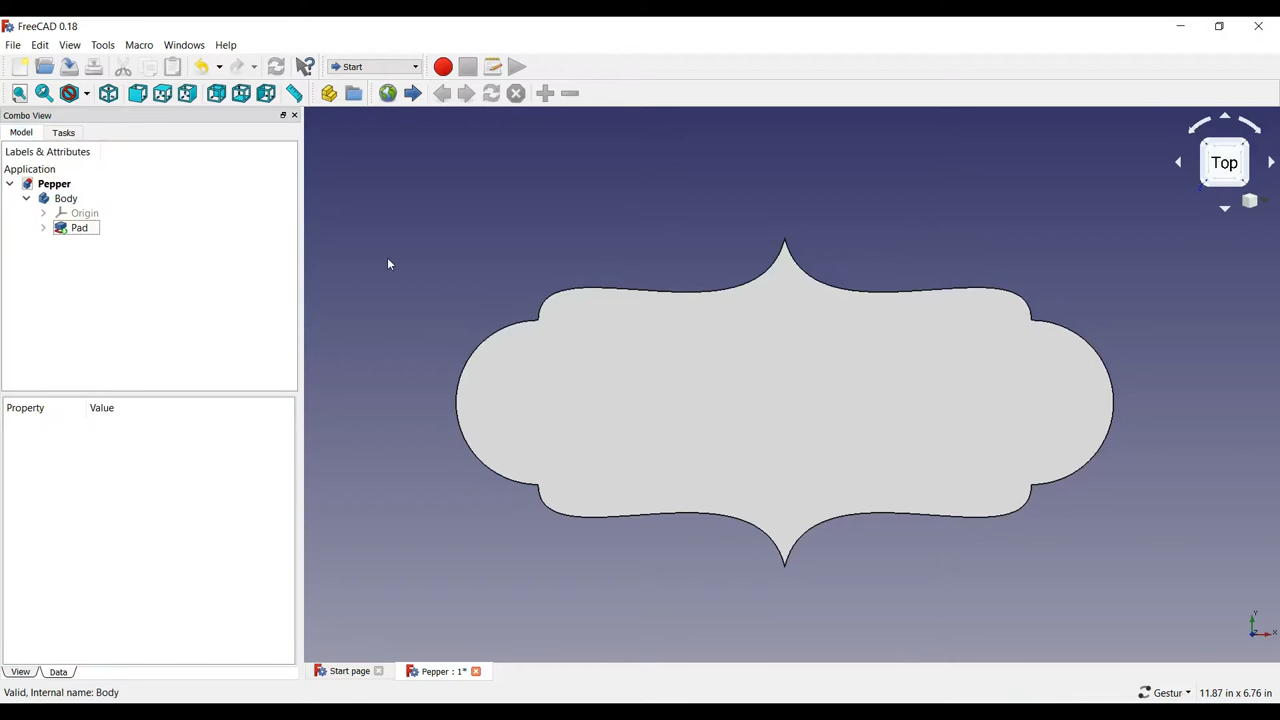 FreeCAD 0.18
File Edit View Tools Macro Windows Help
Start
Combo View
Model Tasks
Labels & Attributes
Application
Pepper
Body
Origin
Pad
Top
Property Value
View Data
Start page Pepper : 1*
Valid, Internal name: Body
Gestur 11.87 in x 6.76 in